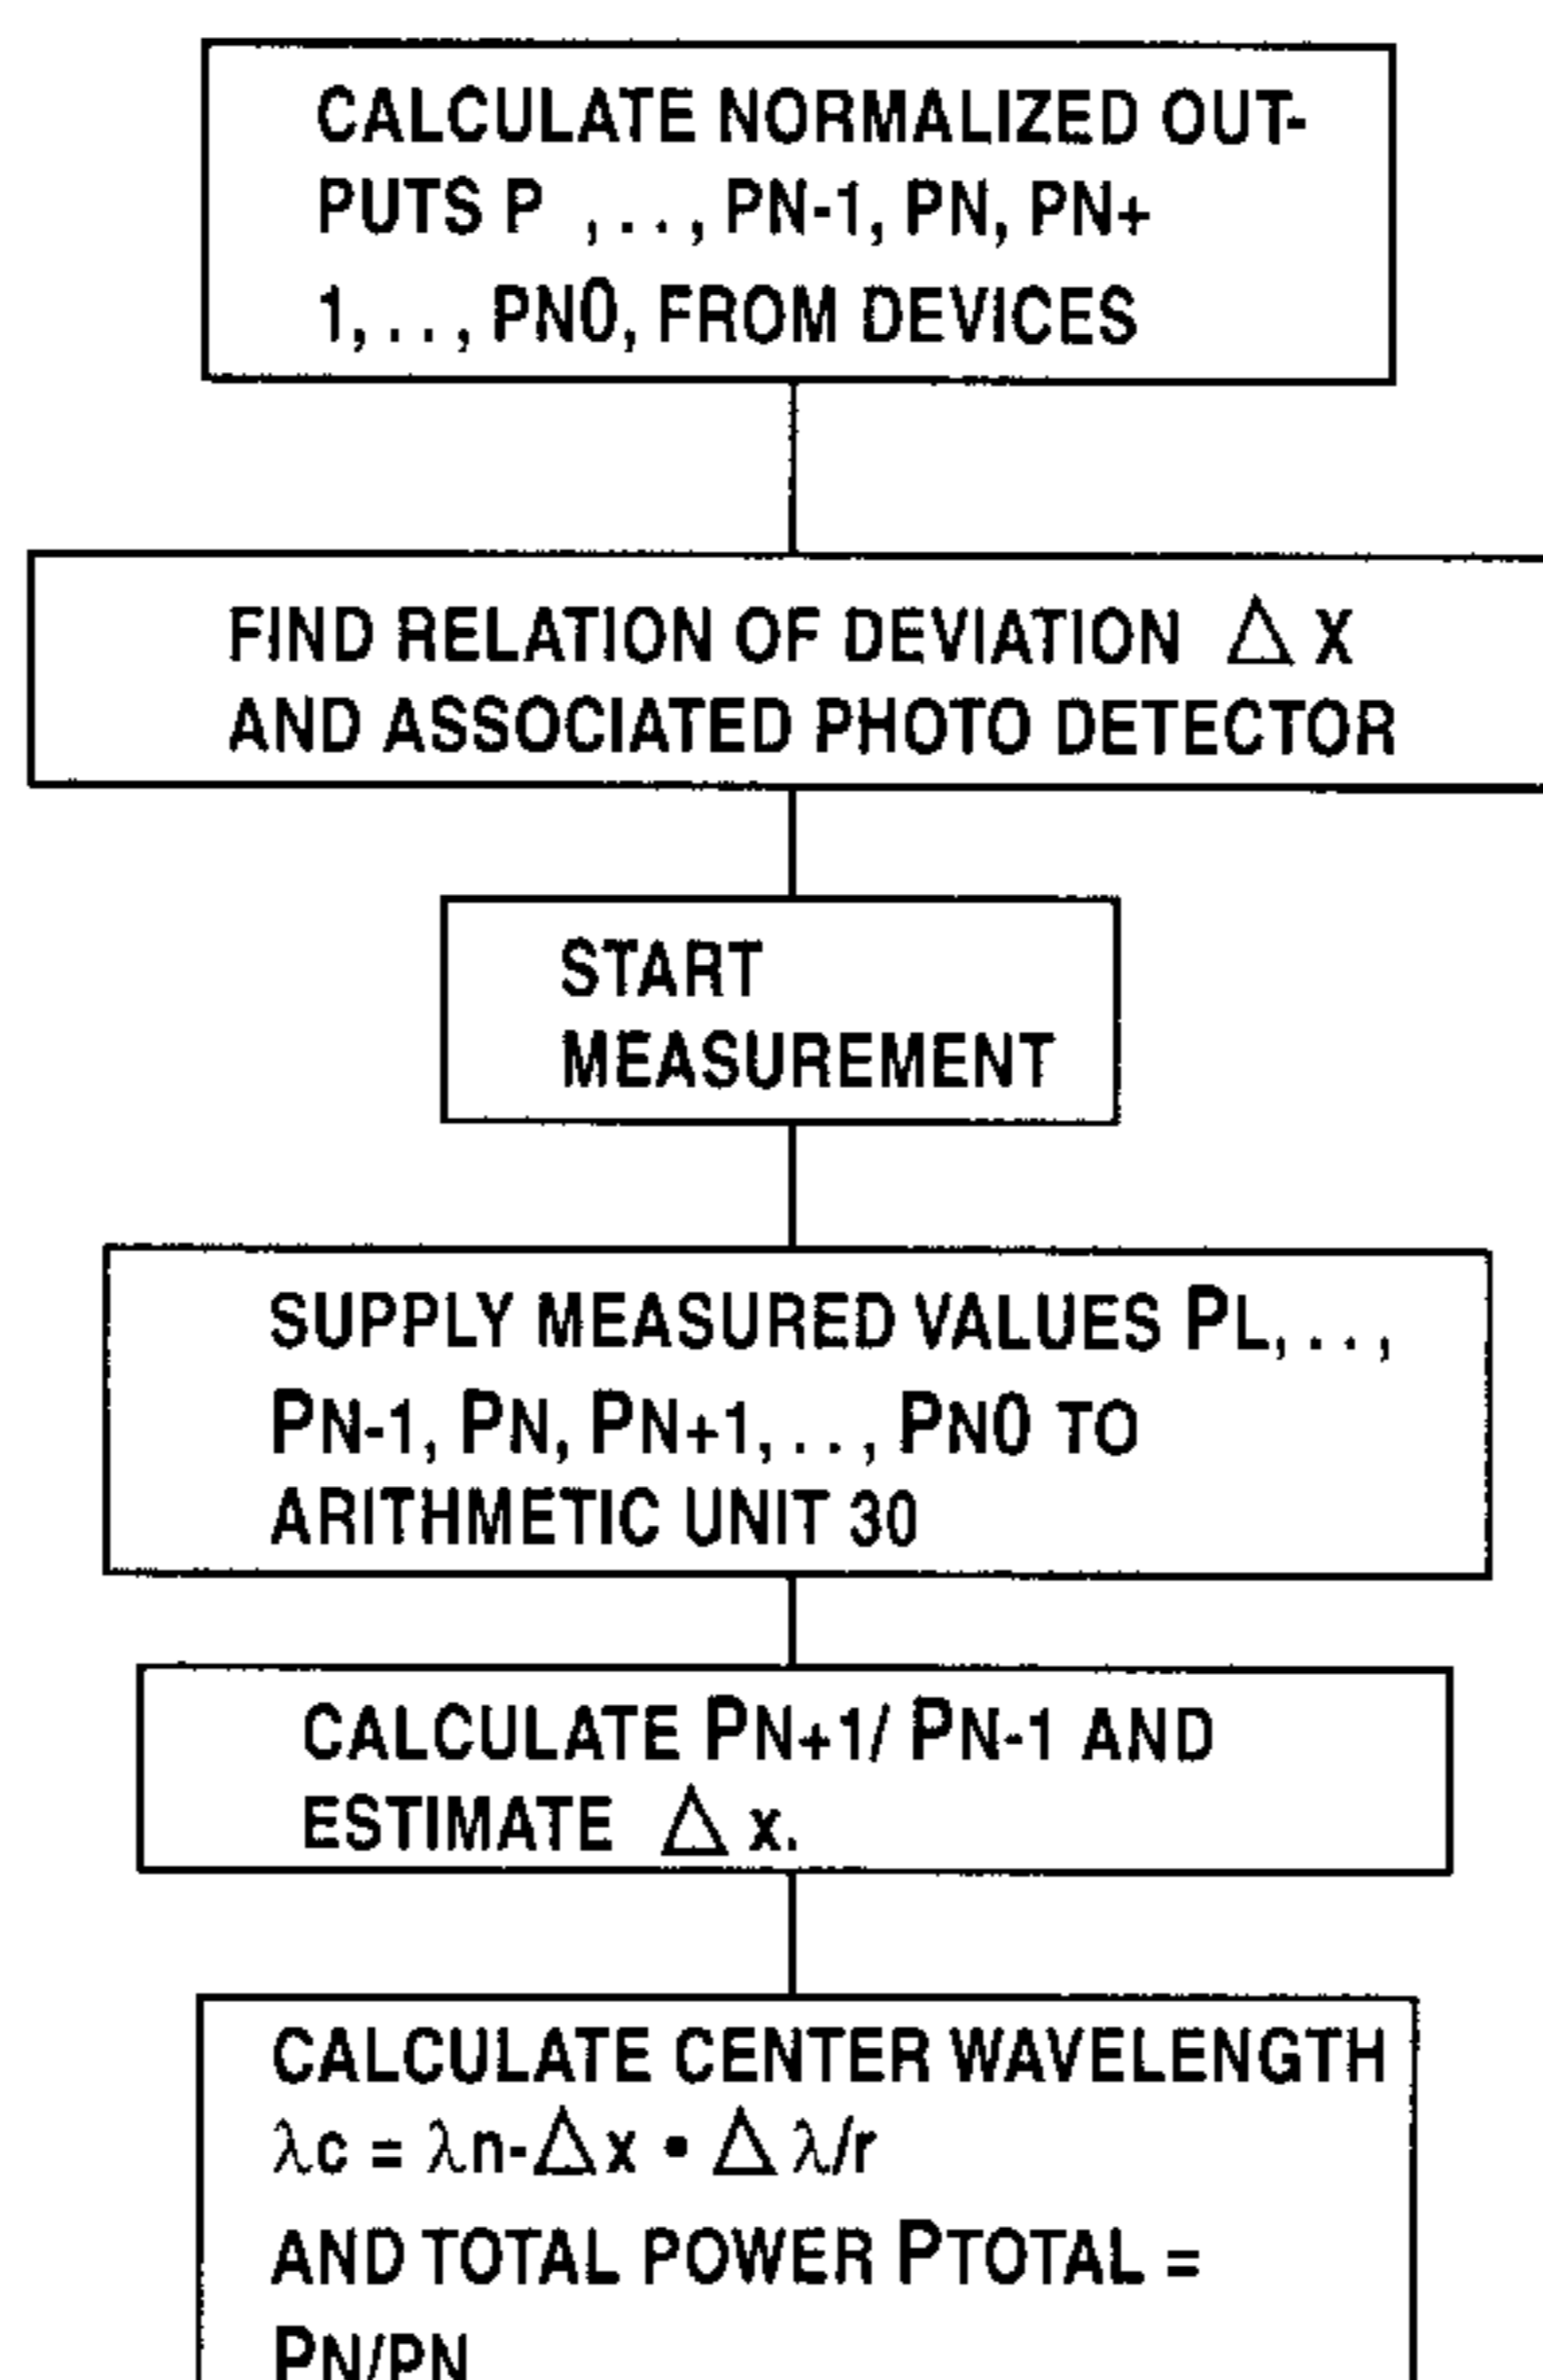 CALCULATE NORMALIZED OUT-
PUTS P , . . , PN-1, PN, PN+
1, . . , PN0, FROM DEVICES
FIND RELATION OF DEVIATION △ X
AND ASSOCIATED PHOTO DETECTOR
START
MEASUREMENT
SUPPLY MEASURED VALUES PL, . . ,
PN-1, PN, PN+1, . . , PN0 TO
ARITHMETIC UNIT 30
CALCULATE PN+1/ PN-1 AND
ESTIMATE △ x.
CALCULATE CENTER WAVELENGTH
λc = λn-△x • △ λ/r
AND TOTAL POWER PTOTAL =
PN/PN